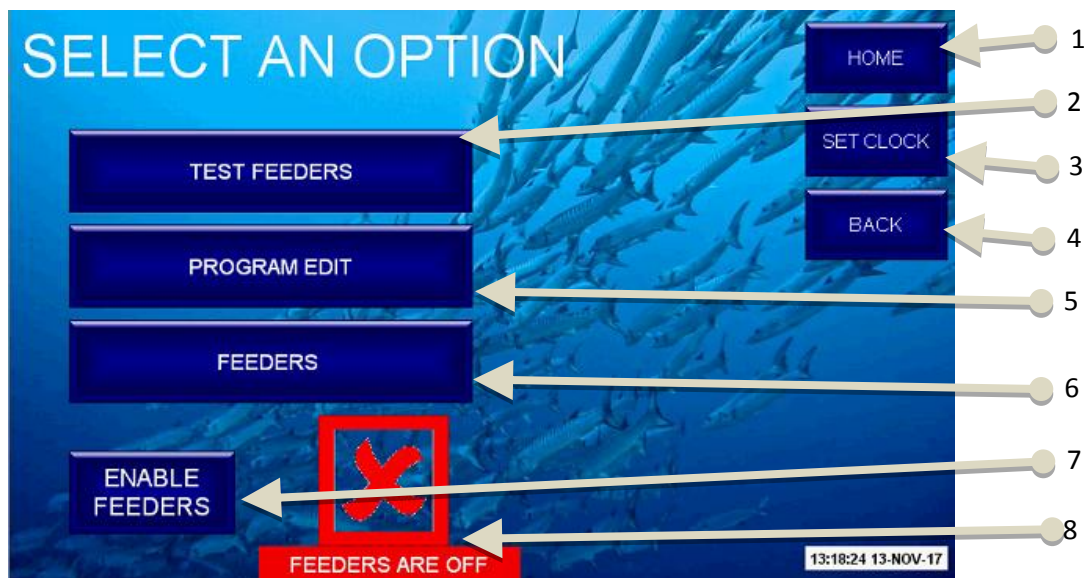 SELECT AN OPTION
HOME
1
2
TEST FEEDERS
SET CLOCK
3
BACK
4
PROGRAM EDIT
5
FEEDERS
6
ENABLE
FEEDERS
7
8
FEEDERS ARE OFF
13:18:24 13-NOV-17